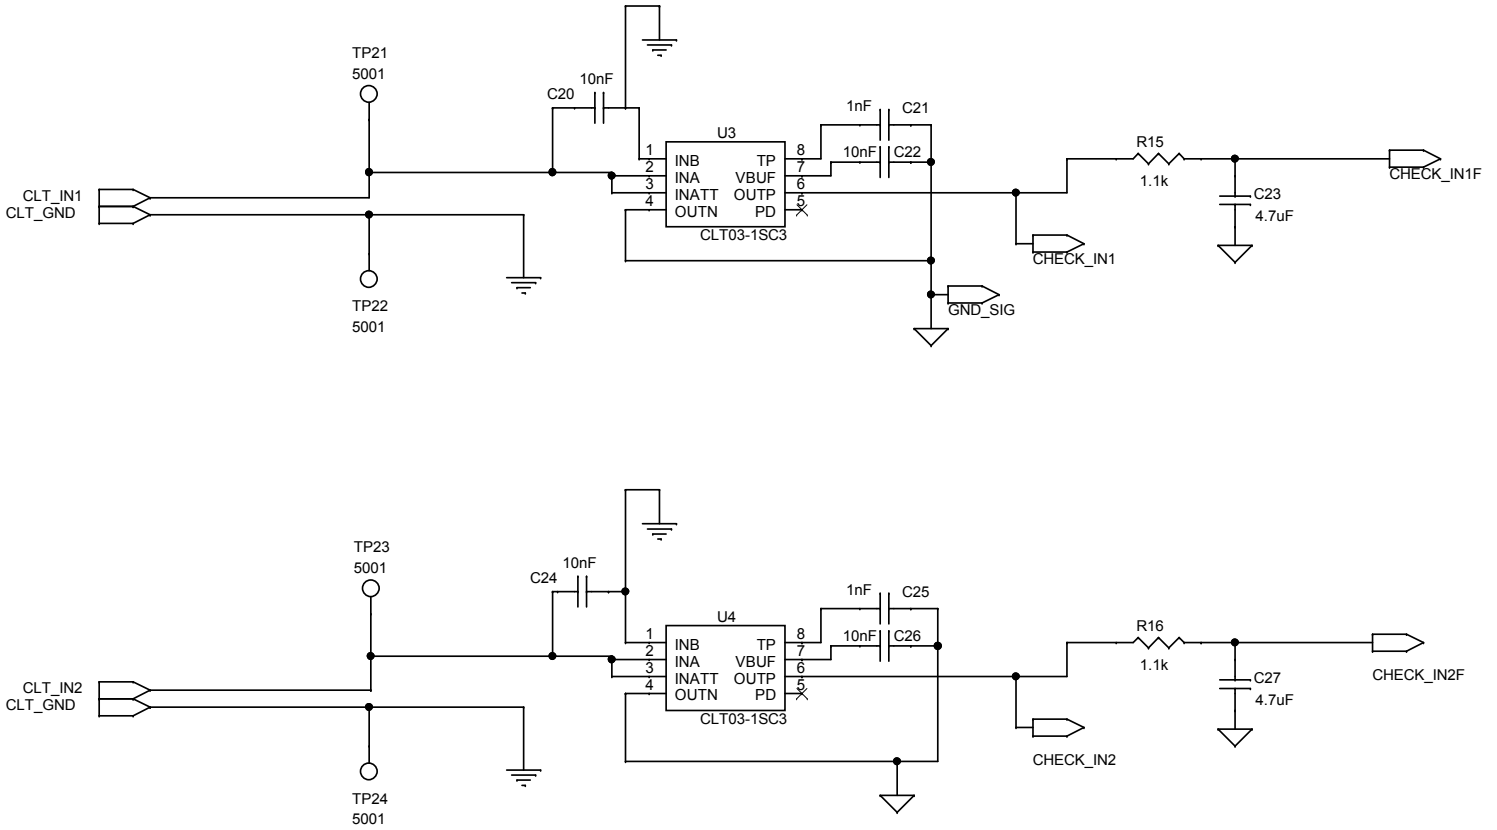 TP21
5001
10nF
C20
1nF
C21
U3
10nF
C22
R15
1.1k
1
2
3
4
INB
INA
INATT
OUTN
TP
VBUF
OUTP
PD
8
7
6
5
CLT03-1SC3
CLT_IN1
CLT_GND
CHECK_IN1F
C23
4.7uF
CHECK_IN1
TP22
5001
GND_SIG
TP23
5001
10nF
C24
1nF
C25
U4
10nF
C26
R16
1.1k
1
2
3
4
INB
INA
INATT
OUTN
TP
VBUF
OUTP
PD
8
7
6
5
CLT03-1SC3
CLT_IN2
CLT_GND
CHECK_IN2F
C27
4.7uF
CHECK_IN2
TP24
5001